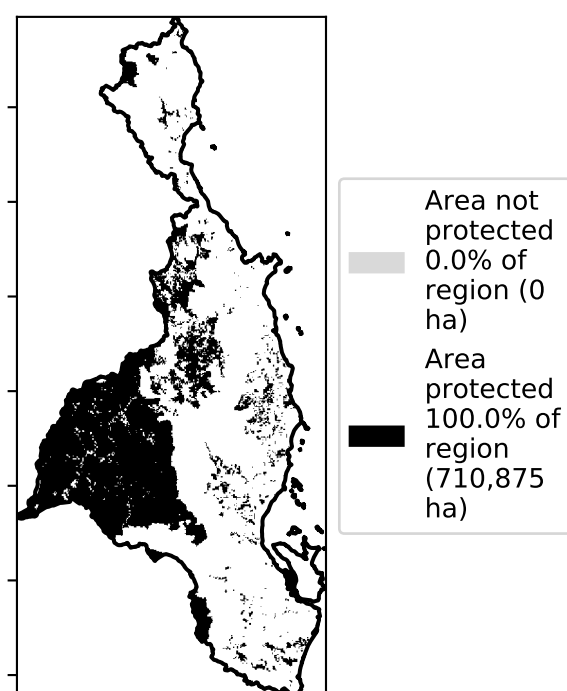 Area not
protected
0.0% of
region (0
ha)
Area
protected
100.0% of
region
(710,875
ha)